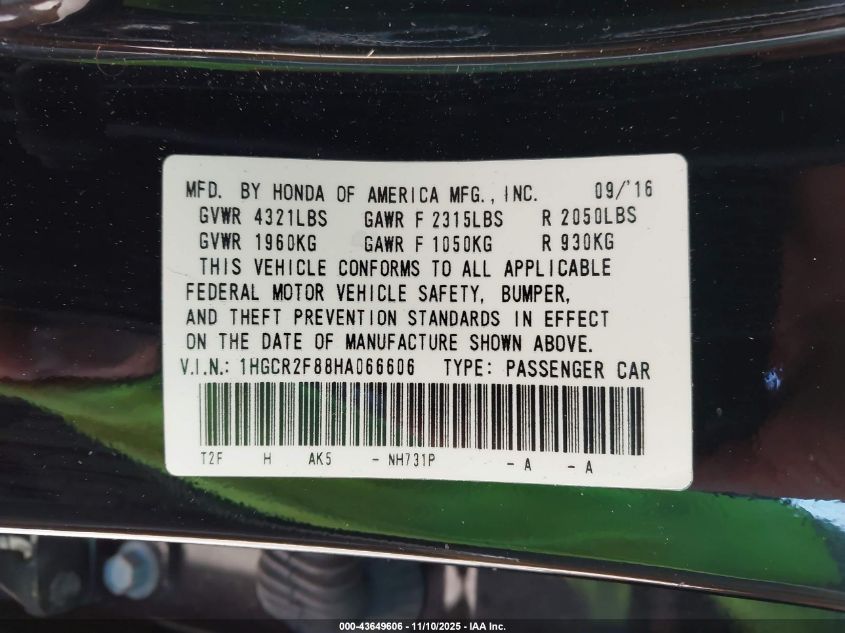 MFD. BY HONDA OF AMERICA MFG., INC. 09/'16
GVWR 4321LBS GAWR F 2315LBS R 2050LBS
GVWR 1960KG GAWR F 1050KG R 930KG
THIS VEHICLE CONFORMS TO ALL APPLICABLE
FEDERAL MOTOR VEHICLE SAFETY, BUMPER,
AND THEFT PREVENTION STANDARDS IN EFFECT
ON THE DATE OF MANUFACTURE SHOWN ABOVE.
V.I.N.: 1HGCR2F88HA066606 TYPE: PASSENGER CAR
T2F H AK5 - NH731P - A - A
000-43649606 - 11/10/2025 - IAA Inc.